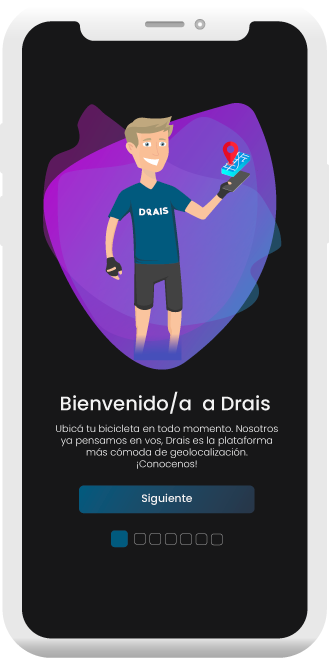 DRAIS
Bienvenido/a a Drais
Ubicá tu bicicleta en todo momento. Nosotros
ya pensamos en vos, Drais es la plataforma
más cómoda de geolocalización.
¡Conocenos!
Siguiente